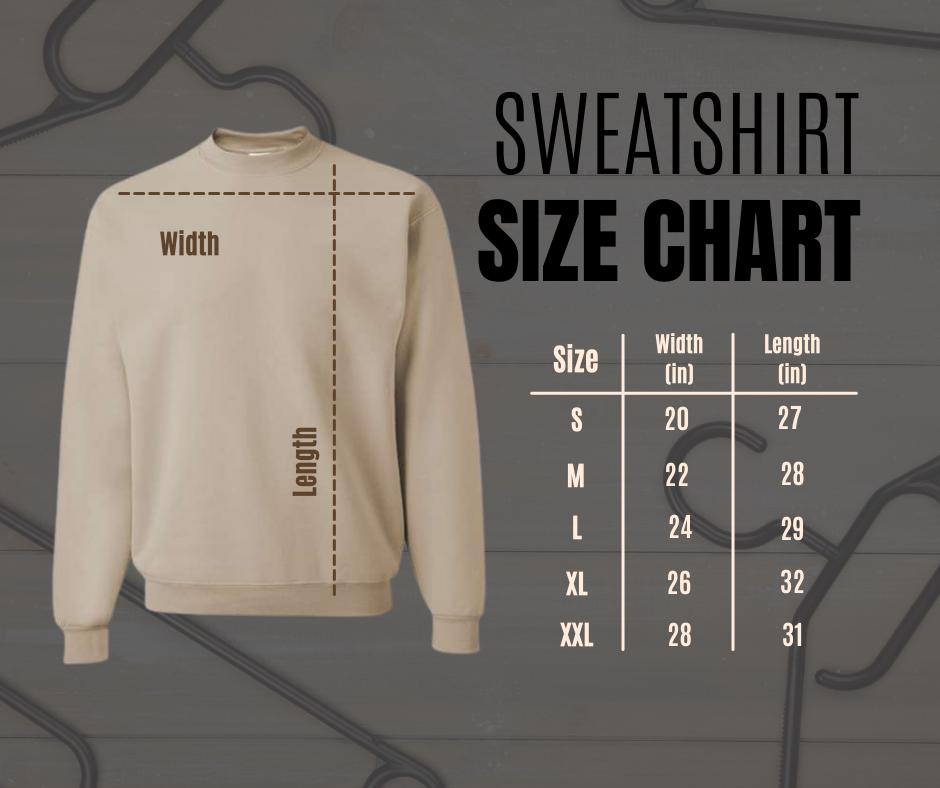 SWEATSHIRT
SIZE CHART
Width
Length
Size Width (in) Length (in)
S 20 27
M 22 28
L 24 29
XL 26 32
XXL 28 31